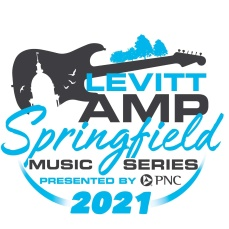 LEVITT
AMP
Springfield
MUSIC SERIES
PRESENTED BY PNC
2021